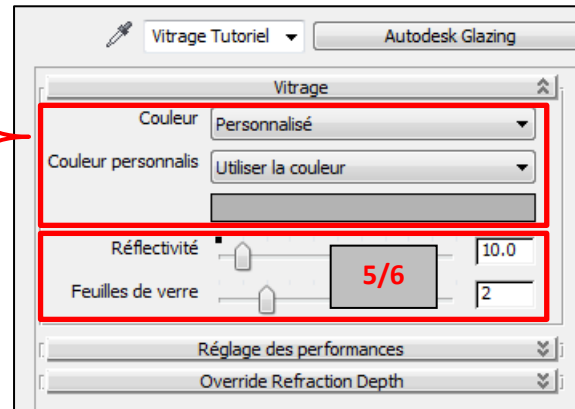 Vitrage Tutoriel Autodesk Glazing
Vitrage
Couleur Personnalisé
Couleur personnalis Utiliser la couleur
Réflectivité 10.0
5/6
Feuilles de verre 2
Réglage des performances
Override Refraction Depth